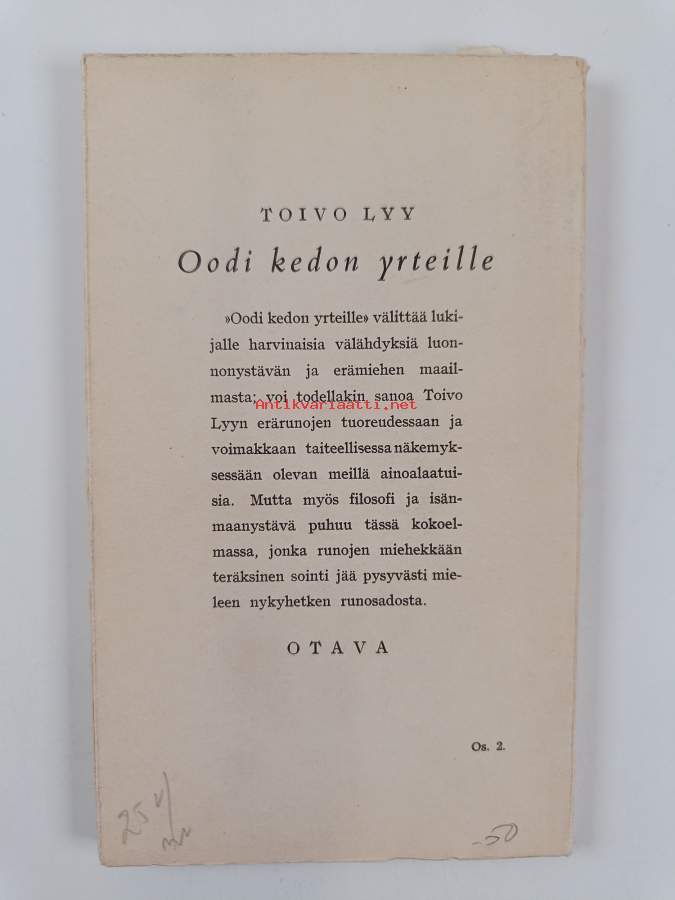 TOIVO LYY
Oodi kedon yrteille
»Oodi kedon yrteille» välittää luki-
jalle harvinaisia välähdyksiä luon-
nonystävän ja erämiehen maail-
masta; voi todellakin sanoa Toivo
Antikvariaatti.net
Lyyn erärunojen tuoreudessaan ja
voimakkaan taiteellisessa näkemyk-
sessään olevan meillä ainoalaatui-
sia. Mutta myös filosofi ja isän-
maanystävä puhuu tässä kokoel-
massa, jonka runojen miehekkään
teräksinen sointi jää pysyvästi mie-
leen nykyhetken runosadosta.
OTAVA
Os. 2.
-50